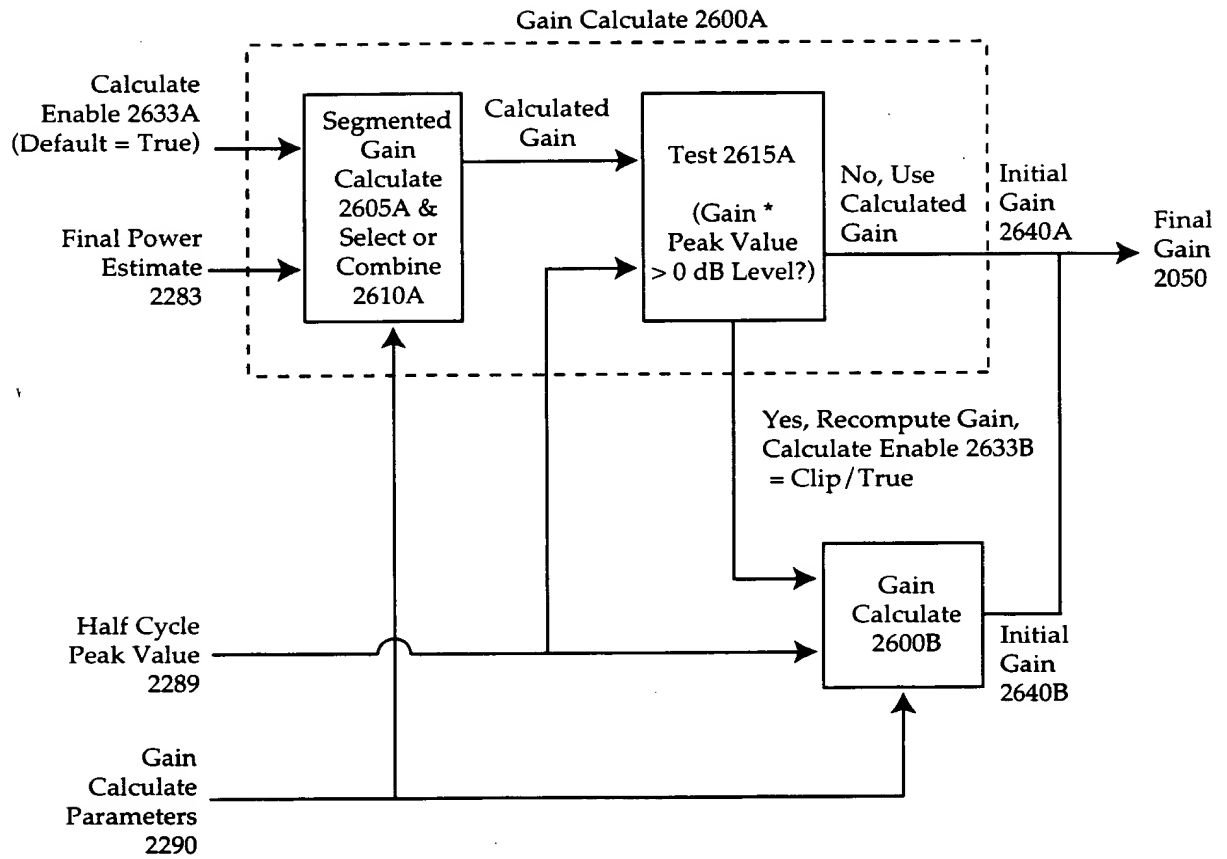 Gain Calculate 2600A
Calculate
Enable 2633A
(Default = True)
Final Power
Estimate
2283
Segmented
Gain
Calculate
2605A &
Select or
Combine
2610A
Calculated
Gain
Test 2615A
(Gain *
Peak Value
> 0 dB Level?)
No, Use
Calculated
Gain
Initial
Gain
2640A
Final
Gain
2050
Yes, Recompute Gain,
Calculate Enable 2633B
= Clip/True
Half Cycle
Peak Value
2289
Gain
Calculate
2600B
Initial
Gain
2640B
Gain
Calculate
Parameters
2290